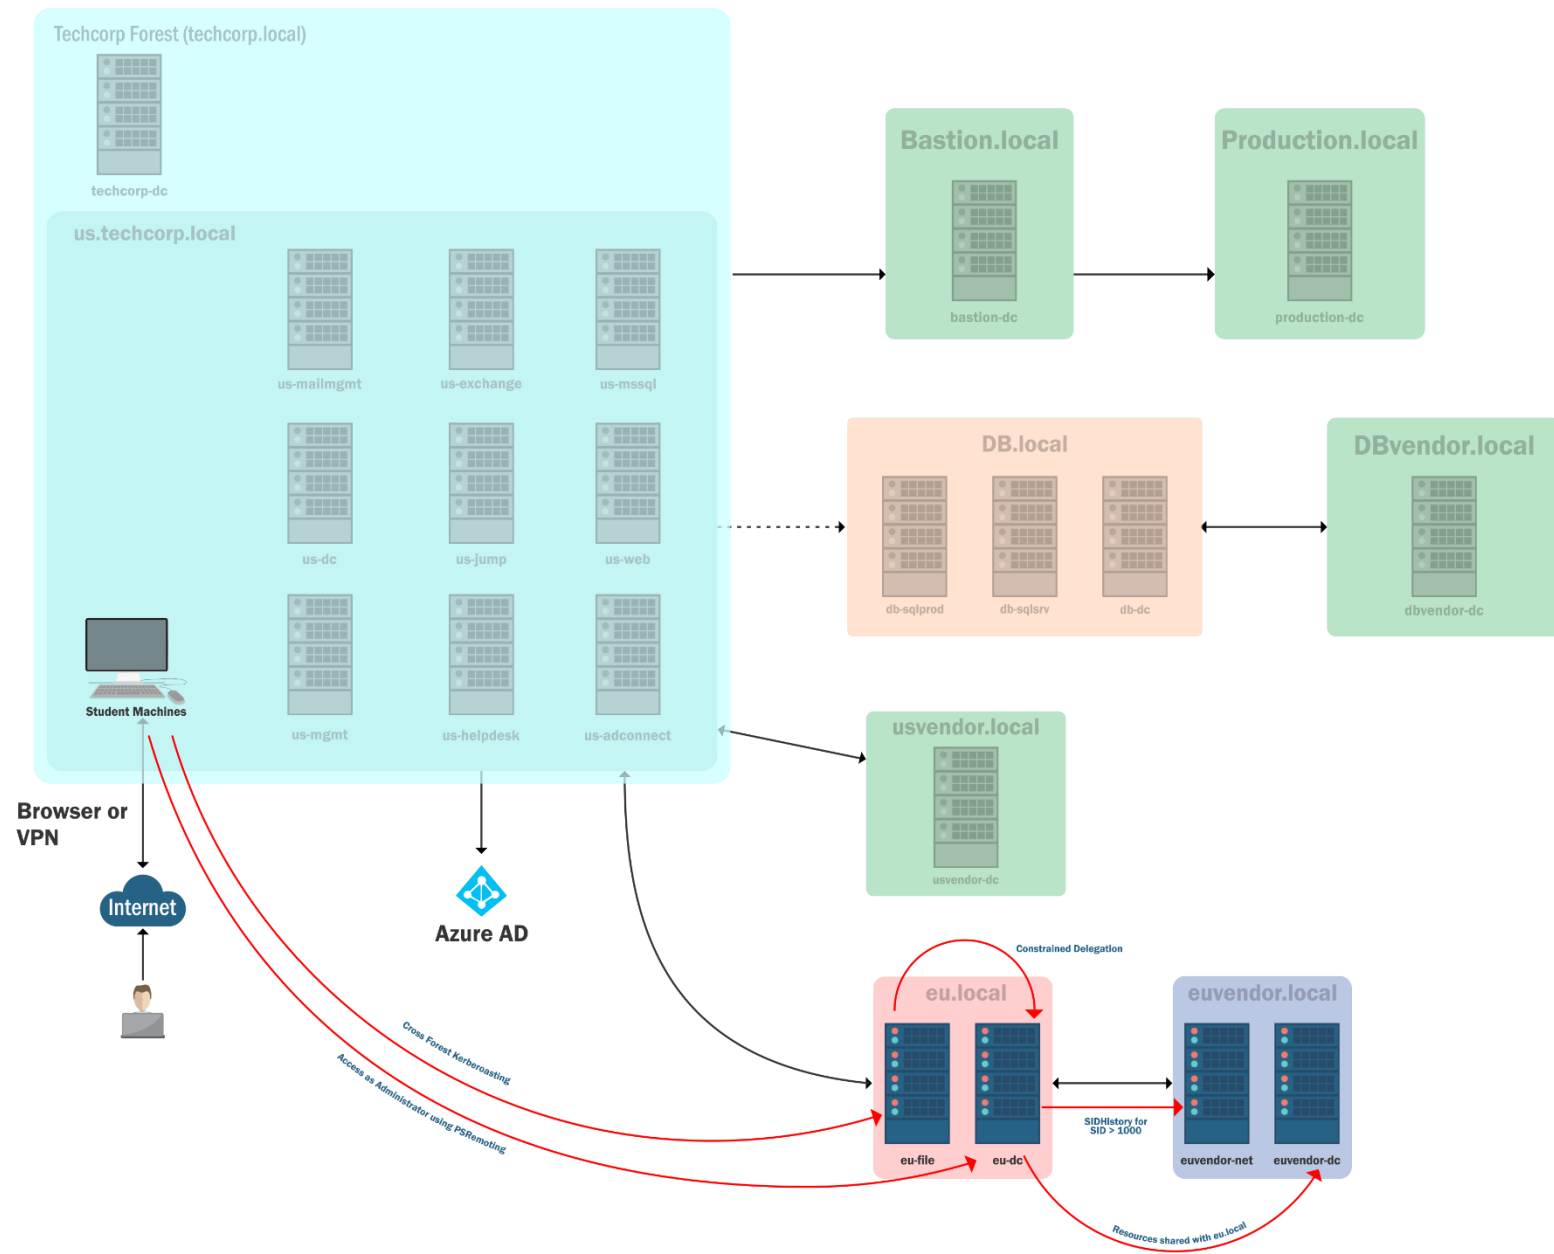 Techcorp Forest (techcorp.local)
techcorp-dc
us.techcorp.local
us-mailmgmt
us-exchange
us-mssql
us-dc
us-jump
us-web
us-mgmt
us-helpdesk
us-adconnect
Student Machines
Browser or
VPN
Internet
Azure AD
Bastion.local
bastion-dc
Production.local
production-dc
DB.local
db-sqlprod
db-sqlsrv
db-dc
DBvendor.local
dbvendor-dc
usvendor.local
usvendor-dc
Constrained Delegation
eu.local
eu-file
eu-dc
euvendor.local
euvendor-net
euvendor-dc
Cross Forest Kerberoasting
Access as Administrator using PSRemoting
SIDHistory for
SID > 1000
Resources shared with eu.local